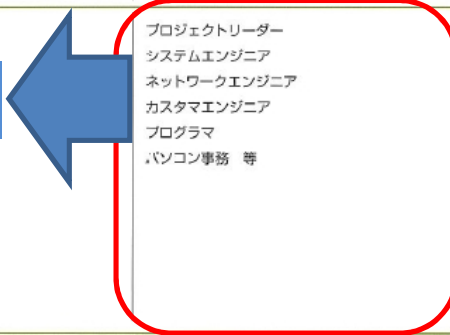 プロジェクトリーダー
システムエンジニア
ネットワークエンジニア
カスタマエンジニア
プログラマ
パソコン事務　等